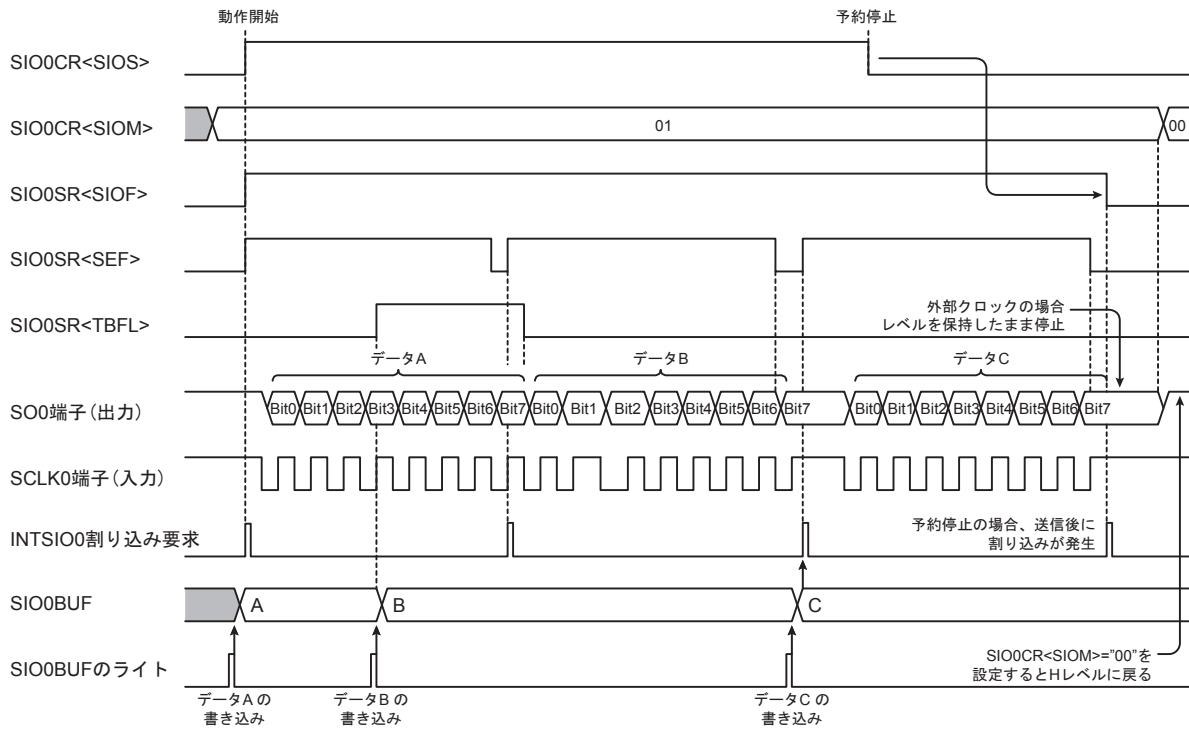 動作開始
予約停止
SIO0CR<SIOS>
SIO0CR<SIOM>
01
00
SIO0SR<SIOF>
SIO0SR<SEF>
SIO0SR<TBFL>
外部クロックの場合
レベルを保持したまま停止
データA
データB
データC
SO0端子(出力)
Bit0 Bit1 Bit2 Bit3 Bit4 Bit5 Bit6 Bit7 Bit0 Bit1 Bit2 Bit3 Bit4 Bit5 Bit6 Bit7 Bit0 Bit1 Bit2 Bit3 Bit4 Bit5 Bit6 Bit7
SCLK0端子(入力)
INTSIO0割り込み要求
予約停止の場合、送信後に
割り込みが発生
SIO0BUF
A
B
C
SIO0BUFのライト
SIO0CR<SIOM>="00"を
設定するとHレベルに戻る
データA の
書き込み
データB の
書き込み
データC の
書き込み